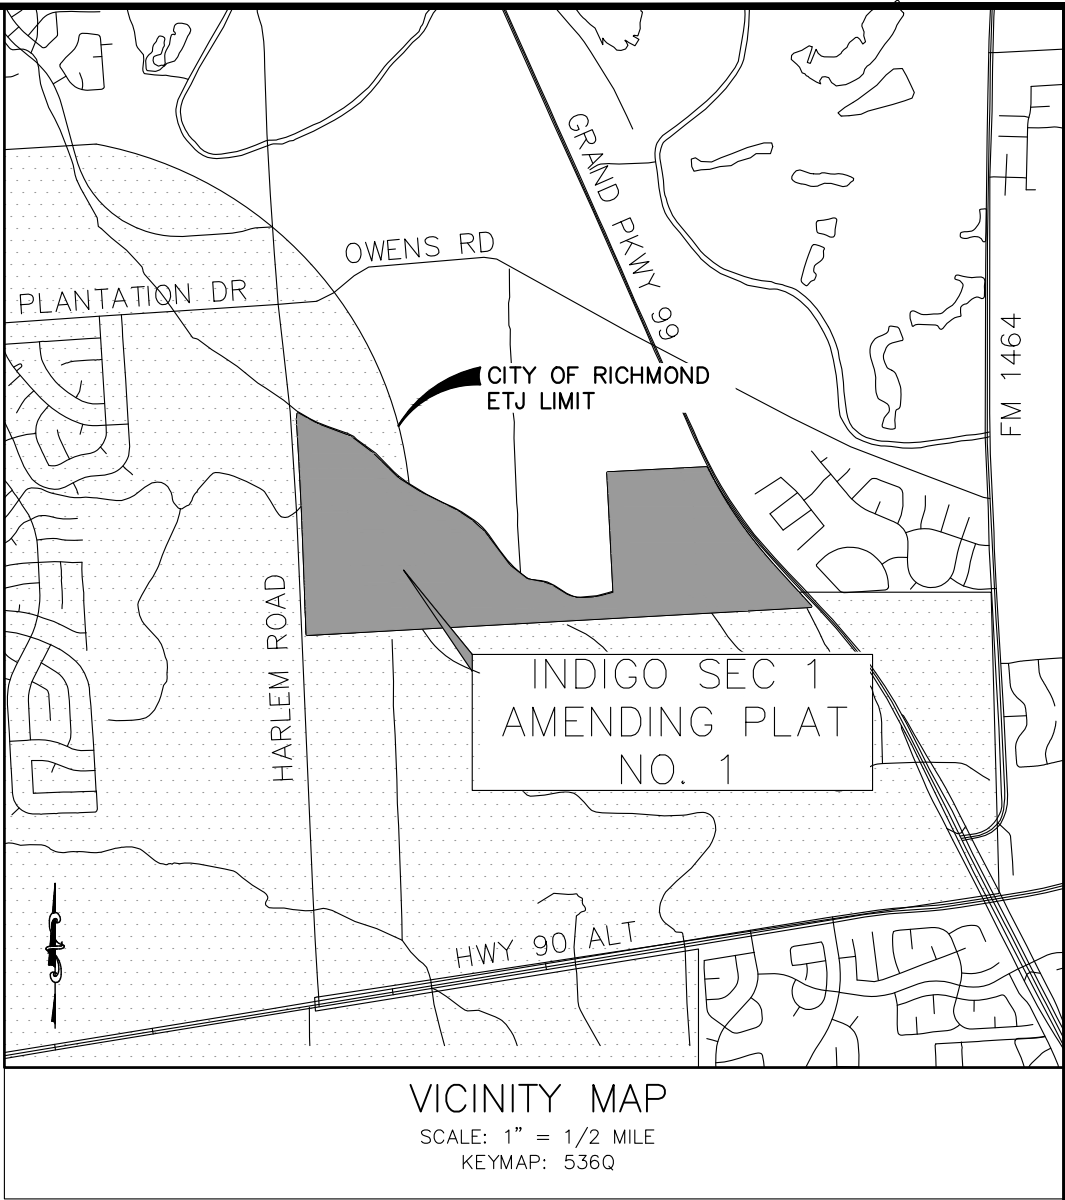 GRAND PKWY 99
OWENS RD
PLANTATION DR
FM 1464
CITY OF RICHMOND
ETJ LIMIT
HARLEM ROAD
INDIGO SEC 1
AMENDING PLAT
NO. 1
HWY 90 ALT
VICINITY MAP
SCALE: 1" = 1/2 MILE
KEYMAP: 536Q